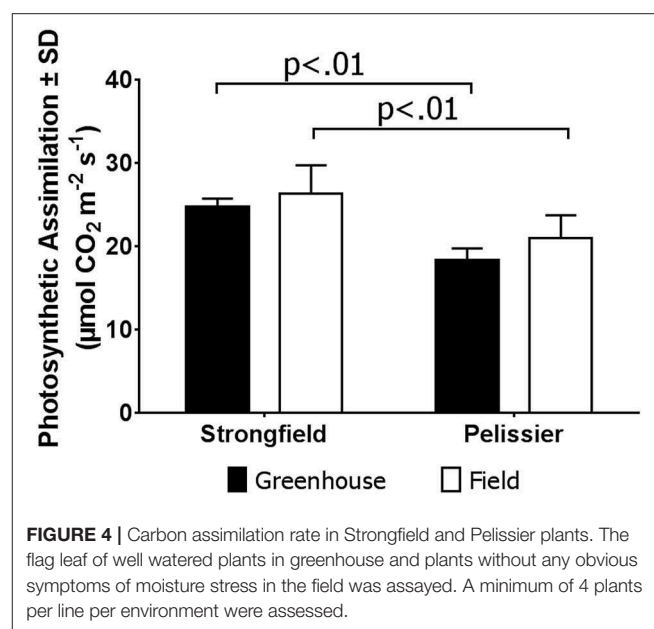 Photosynthetic Assimilation ± SD
(µmol CO₂ m⁻² s⁻¹)
40
30
20
10
0
p<.01
p<.01
Strongfield
Pelissier
Greenhouse
Field
FIGURE 4 | Carbon assimilation rate in Strongfield and Pelissier plants. The
flag leaf of well watered plants in greenhouse and plants without any obvious
symptoms of moisture stress in the field was assayed. A minimum of 4 plants
per line per environment were assessed.